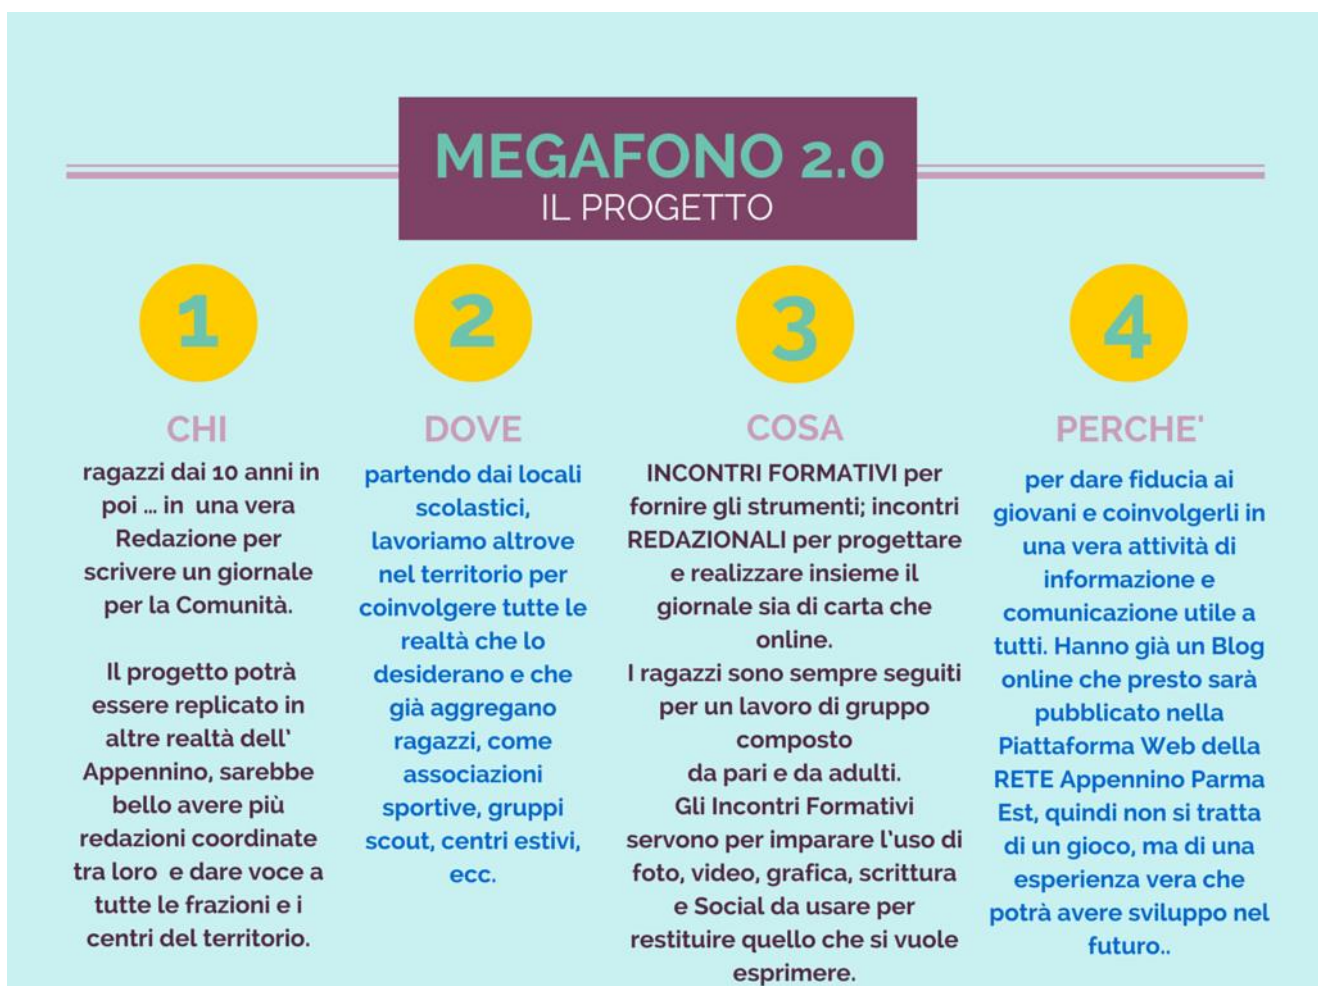 MEGAFONO 2.0
IL PROGETTO
1
CHI
ragazzi dai 10 anni in
poi ... in una vera
Redazione per
scrivere un giornale
per la Comunità.
Il progetto potrà
essere replicato in
altre realtà dell'
Appennino, sarebbe
bello avere più
redazioni coordinate
tra loro e dare voce a
tutte le frazioni e i
centri del territorio.
2
DOVE
partendo dai locali
scolastici,
lavoriamo altrove
nel territorio per
coinvolgere tutte le
realtà che lo
desiderano e che
già aggregano
ragazzi, come
associazioni
sportive, gruppi
scout, centri estivi,
ecc.
3
COSA
INCONTRI FORMATIVI per
fornire gli strumenti; incontri
REDAZIONALI per progettare
e realizzare insieme il
giornale sia di carta che
online.
I ragazzi sono sempre seguiti
per un lavoro di gruppo
composto
da pari e da adulti.
Gli Incontri Formativi
servono per imparare l'uso di
foto, video, grafica, scrittura
e Social da usare per
restituire quello che si vuole
esprimere.
4
PERCHE'
per dare fiducia ai
giovani e coinvolgerli in
una vera attività di
informazione e
comunicazione utile a
tutti. Hanno già un Blog
online che presto sarà
pubblicato nella
Piattaforma Web della
RETE Appennino Parma
Est, quindi non si tratta
di un gioco, ma di una
esperienza vera che
potrà avere sviluppo nel
futuro..